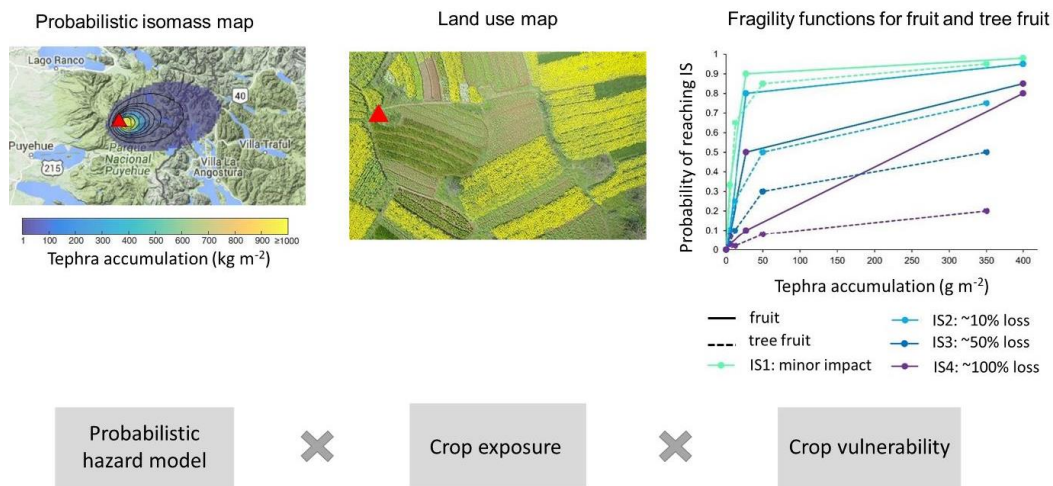 Probabilistic isomass map
Land use map
Fragility functions for fruit and tree fruit
Lago Ranco
40
Puyehue
215
Parque
Nacional
Puyehue
Villa La
Angostura
Villa Traful
1 100 200 300 400 500 600 700 800 900 ≥1000
Tephra accumulation (kg m⁻²)
Probability of reaching IS
1
0.9
0.8
0.7
0.6
0.5
0.4
0.3
0.2
0.1
0
0 50 100 150 200 250 300 350 400
Tephra accumulation (g m⁻²)
fruit
tree fruit
IS1: minor impact
IS2: ~10% loss
IS3: ~50% loss
IS4: ~100% loss
Probabilistic
hazard model
Crop exposure
Crop vulnerability